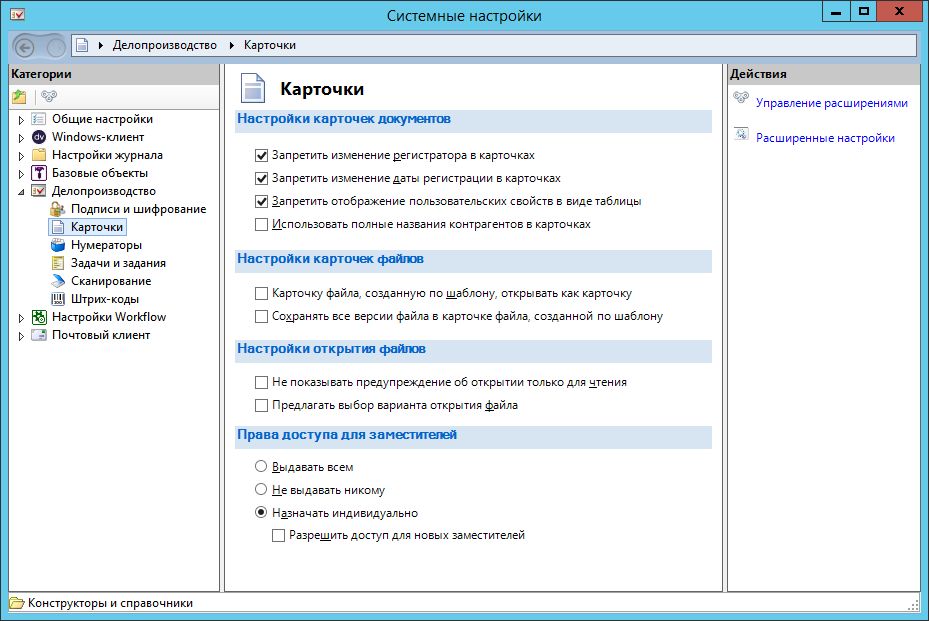 Системные настройки
Делопроизводство
Карточки
Категории
Общие настройки
Windows-клиент
Настройки журнала
Базовые объекты
Делопроизводство
Подписи и шифрование
Карточки
Нумераторы
Задачи и задания
Сканирование
Штрих-коды
Настройки Workflow
Почтовый клиент
Карточки
Настройки карточек документов
Запретить изменение регистратора в карточках
Запретить изменение даты регистрации в карточках
Запретить отображение пользовательских свойств в виде таблицы
Использовать полные названия контрагентов в карточках
Настройки карточек файлов
Карточку файла, созданную по шаблону, открывать как карточку
Сохранять все версии файла в карточке файла, созданной по шаблону
Настройки открытия файлов
Не показывать предупреждение об открытии только для чтения
Предлагать выбор варианта открытия файла
Права доступа для заместителей
Выдавать всем
Не выдавать никому
Назначать индивидуально
Разрешить доступ для новых заместителей
Действия
Управление расширениями
Расширенные настройки
Конструкторы и справочники